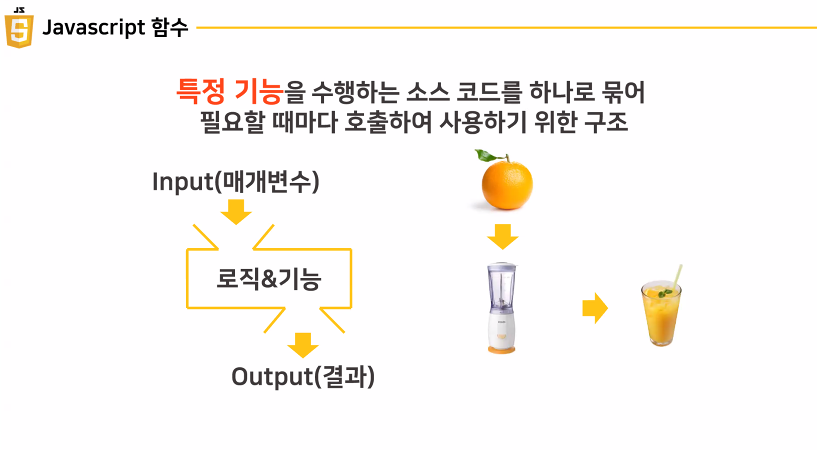 JS
5
Javascript 함수
특정 기능을 수행하는 소스 코드를 하나로 묶어
필요할 때마다 호출하여 사용하기 위한 구조
Input(매개변수)
로직&기능
Output(결과)